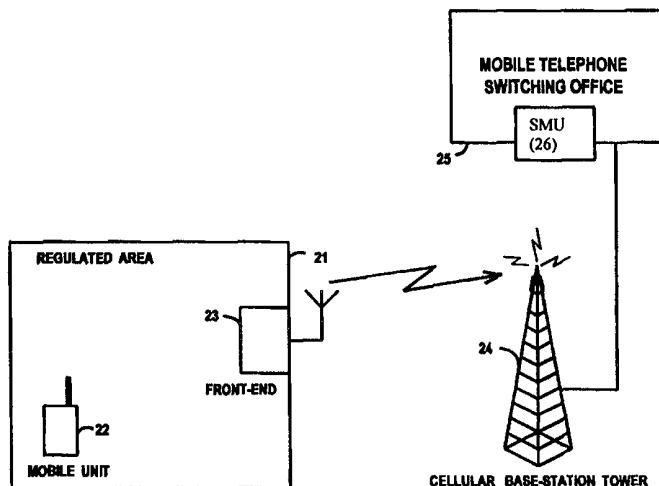 MOBILE TELEPHONE
SWITCHING OFFICE
SMU
(26)
25
REGULATED AREA
21
23
FRONT-END
24
22
MOBILE UNIT
CELLULAR BASE-STATION TOWER